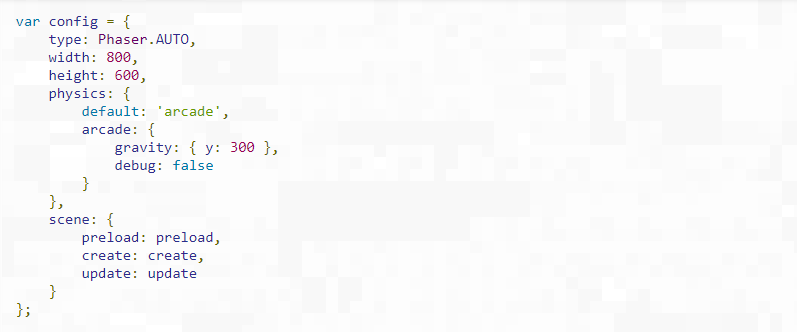 var config = {
    type: Phaser.AUTO,
    width: 800,
    height: 600,
    physics: {
        default: 'arcade',
        arcade: {
            gravity: { y: 300 },
            debug: false
        }
    },
    scene: {
        preload: preload,
        create: create,
        update: update
    }
};